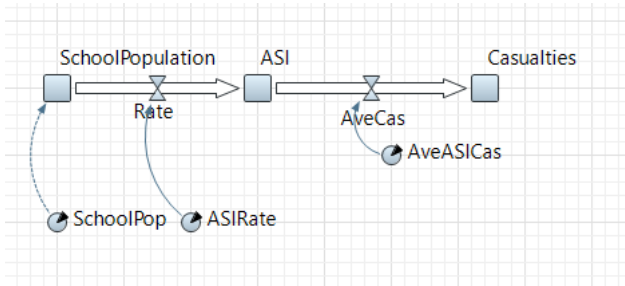 SchoolPopulation
ASI
Casualties
Rate
AveCas
AveASICas
SchoolPop
ASIRate